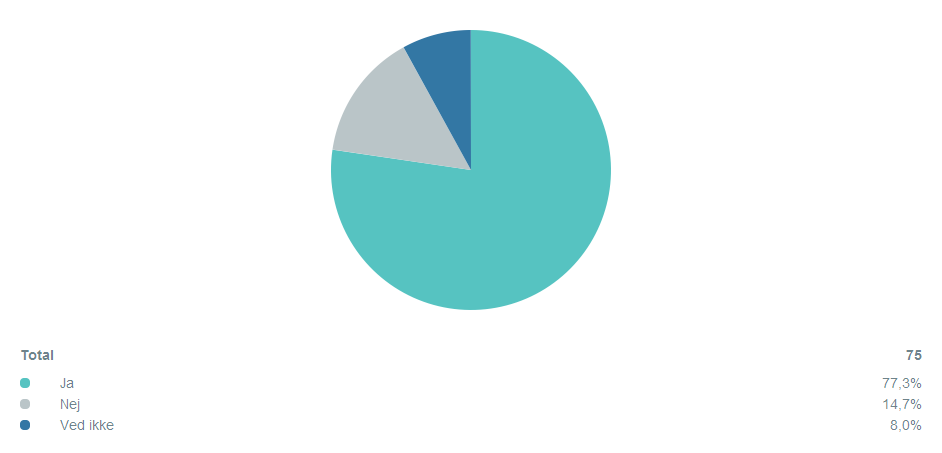 Total 75
Ja 77,3%
Nej 14,7%
Ved ikke 8,0%